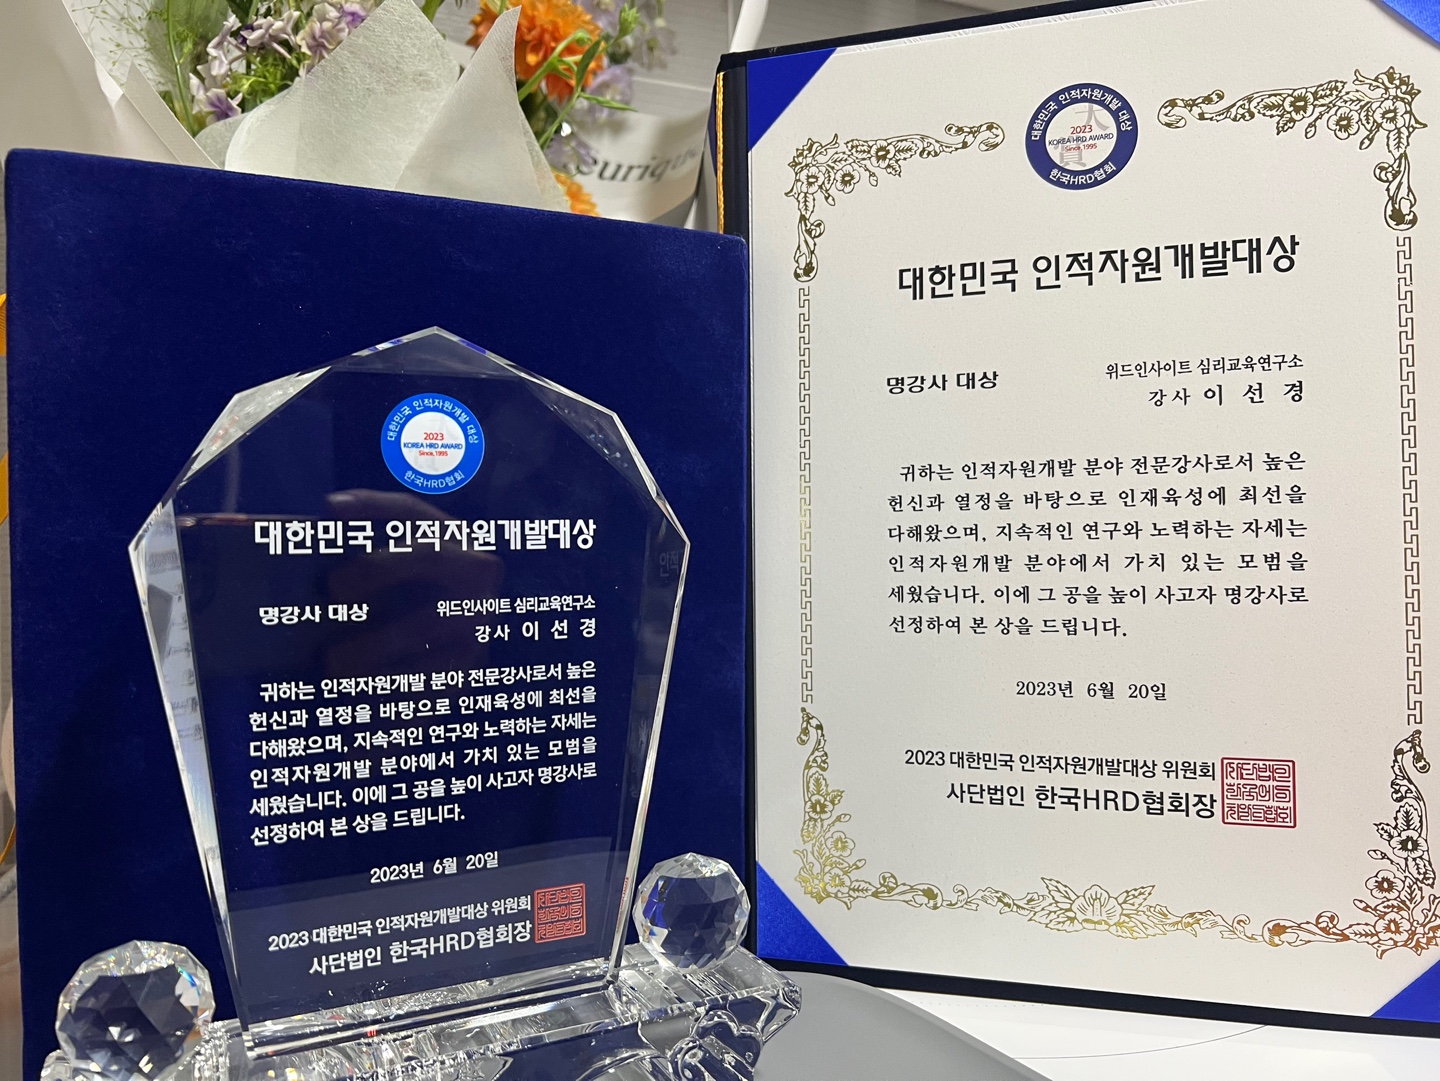 eurique
대한민국 인적자원개발 대상
2023
KOREA HRD AWARD
Since.1995
한국HRD협회
대한민국 인적자원개발대상
명강사 대상
위드인사이트 심리교육연구소
강사 이 선 경
귀하는 인적자원개발 분야 전문강사로서 높은
헌신과 열정을 바탕으로 인재육성에 최선을
다해왔으며, 지속적인 연구와 노력하는 자세는
인적자원개발 분야에서 가치 있는 모범을
세웠습니다. 이에 그 공을 높이 사고자 명강사로
선정하여 본 상을 드립니다.
2023년 6월 20일
2023 대한민국 인적자원개발대상 위원회
사단법인 한국HRD협회장
대한민국 인적자원개발 대상
大賞
2023
KOREA HRD AWARD
Since.1995
한국HRD협회
대한민국 인적자원개발대상
명강사 대상
위드인사이트 심리교육연구소
강사 이 선 경
귀하는 인적자원개발 분야 전문강사로서 높은
헌신과 열정을 바탕으로 인재육성에 최선을
다해왔으며, 지속적인 연구와 노력하는 자세는
인적자원개발 분야에서 가치 있는 모범을
세웠습니다. 이에 그 공을 높이 사고자 명강사로
선정하여 본 상을 드립니다.
2023년 6월 20일
2023 대한민국 인적자원개발대상 위원회
사단법인 한국HRD협회장